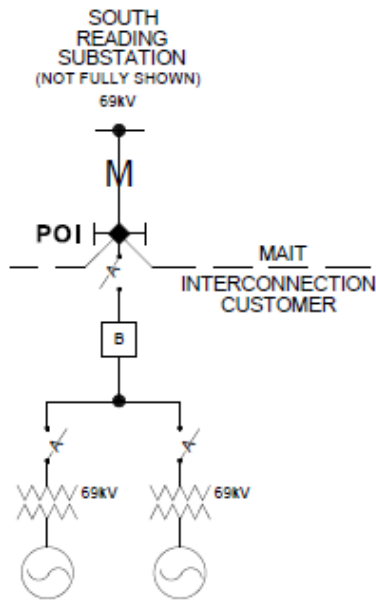 SOUTH
READING
SUBSTATION
(NOT FULLY SHOWN)
69kV
M
POI
MAIT
A
INTERCONNECTION
CUSTOMER
B
A
A
69kV
69kV